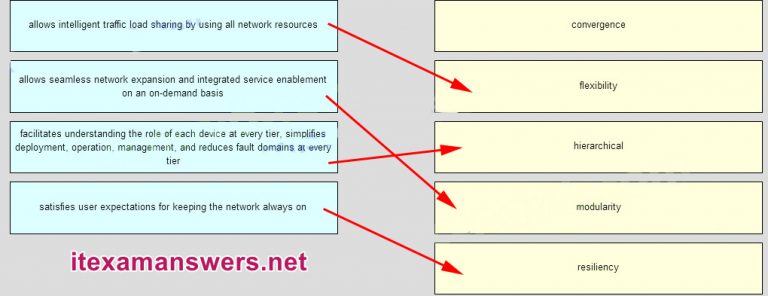 allows intelligent traffic load sharing by using all network resources
convergence
allows seamless network expansion and integrated service enablement
on an on-demand basis
flexibility
facilitates understanding the role of each device at every tier, simplifies
deployment, operation, management, and reduces fault domains at every
tier
hierarchical
satisfies user expectations for keeping the network always on
modularity
resiliency
itexamanswers.net